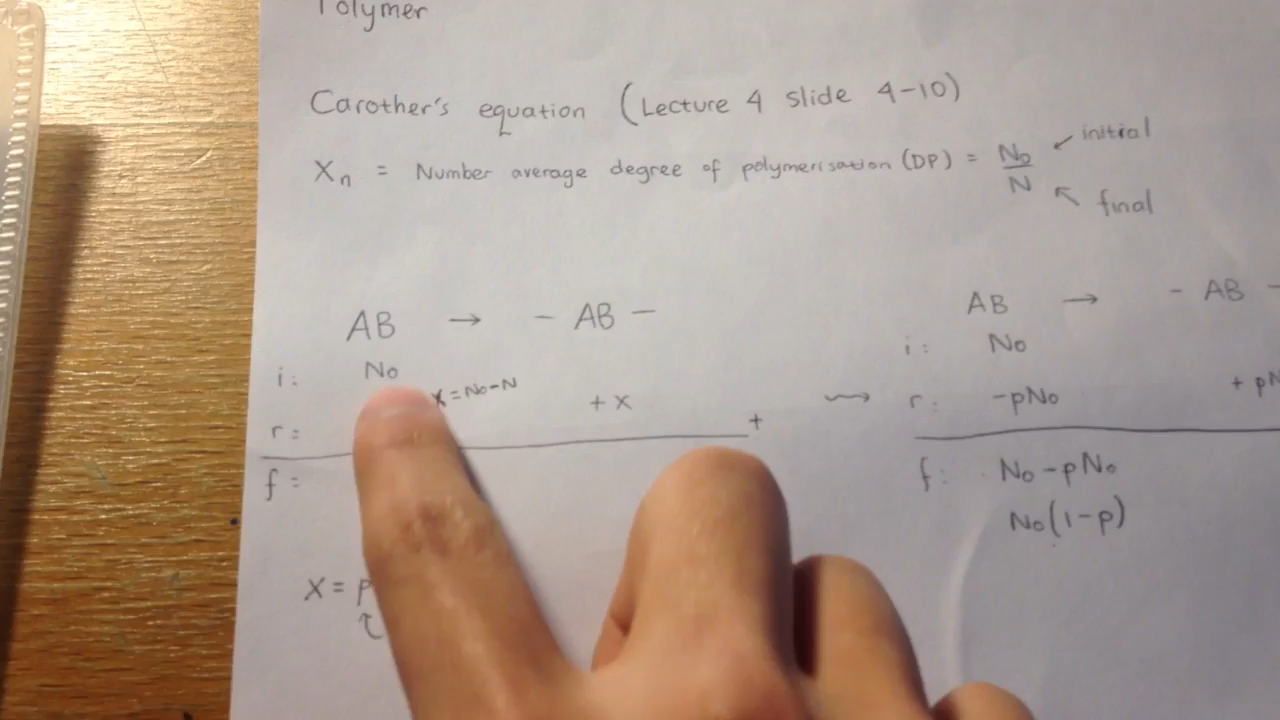 Polymer
Carother's equation (Lecture 4 slide 4-10)
Xn = Number average degree of polymerisation (DP) = No/N
initial
final
AB → - AB -
i: No
x = No-N
r: + x
+
f:
x = p
AB → - AB -
i: No
r: -pNo + pN
f: No - pNo
No(1-p)